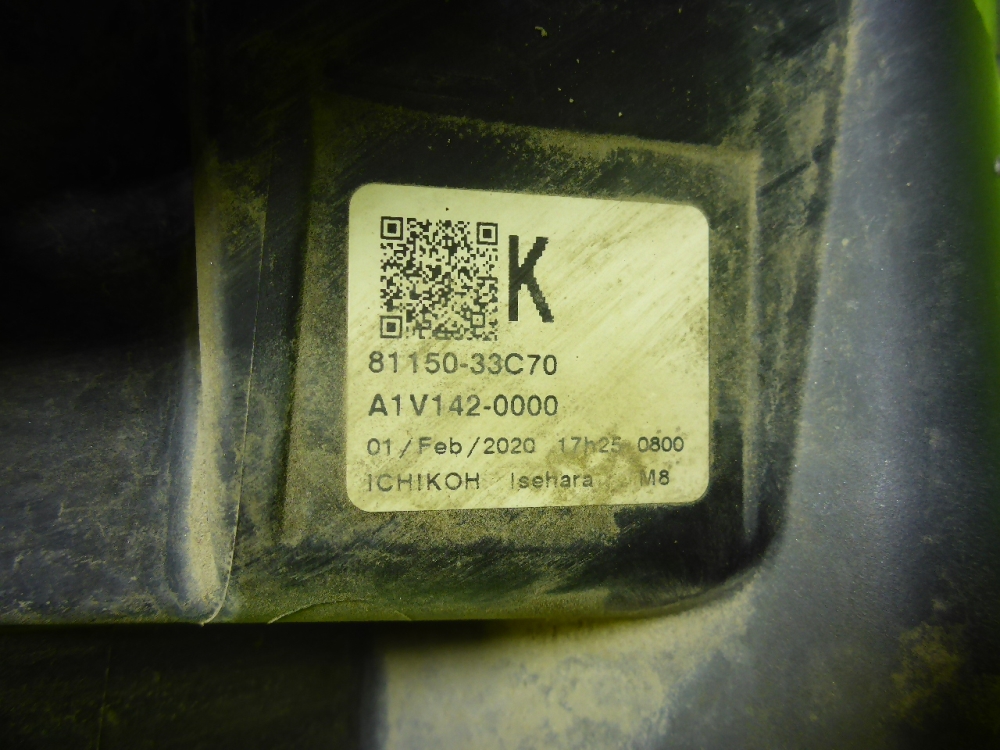 K
81150-33C70
A1V142-0000
01/Feb/2020 17h25 0800
ICHIKOH Isehara M8